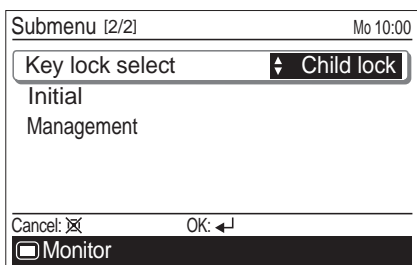 Submenu [2/2] Mo 10:00
Key lock select Child lock
Initial
Management
Cancel: OK:
Monitor